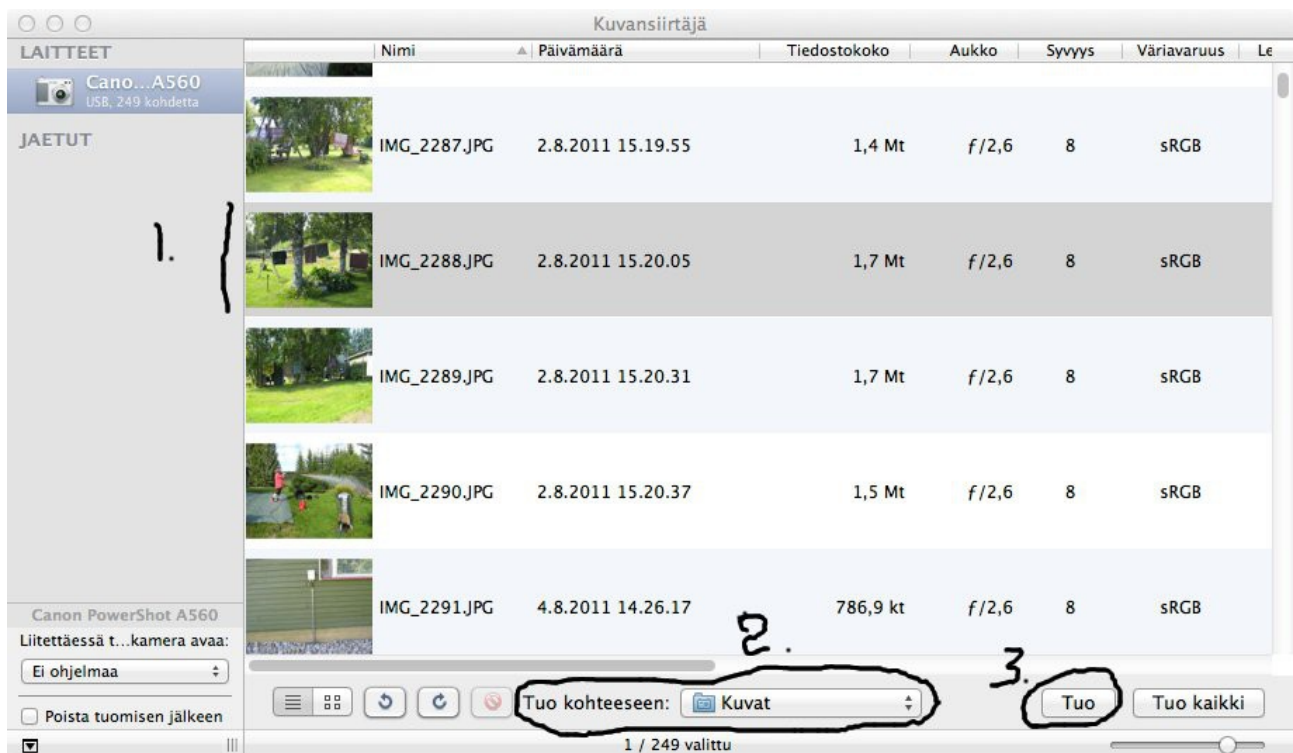 Kuvansiirtäjä
LAITTEET
Cano...A560
USB, 249 kohdetta
JAETUT
Nimi Päivämäärä Tiedostokoko Aukko Syvyys Väriavaruus Le
IMG_2287.JPG 2.8.2011 15.19.55 1,4 Mt ƒ/2,6 8 sRGB
1.
IMG_2288.JPG 2.8.2011 15.20.05 1,7 Mt ƒ/2,6 8 sRGB
IMG_2289.JPG 2.8.2011 15.20.31 1,7 Mt ƒ/2,6 8 sRGB
IMG_2290.JPG 2.8.2011 15.20.37 1,5 Mt ƒ/2,6 8 sRGB
IMG_2291.JPG 4.8.2011 14.26.17 786,9 kt ƒ/2,6 8 sRGB
Canon PowerShot A560
Liitettäessä t...kamera avaa:
Ei ohjelmaa
Poista tuomisen jälkeen
2.
Tuo kohteeseen: Kuvat
3.
Tuo Tuo kaikki
1 / 249 valittu